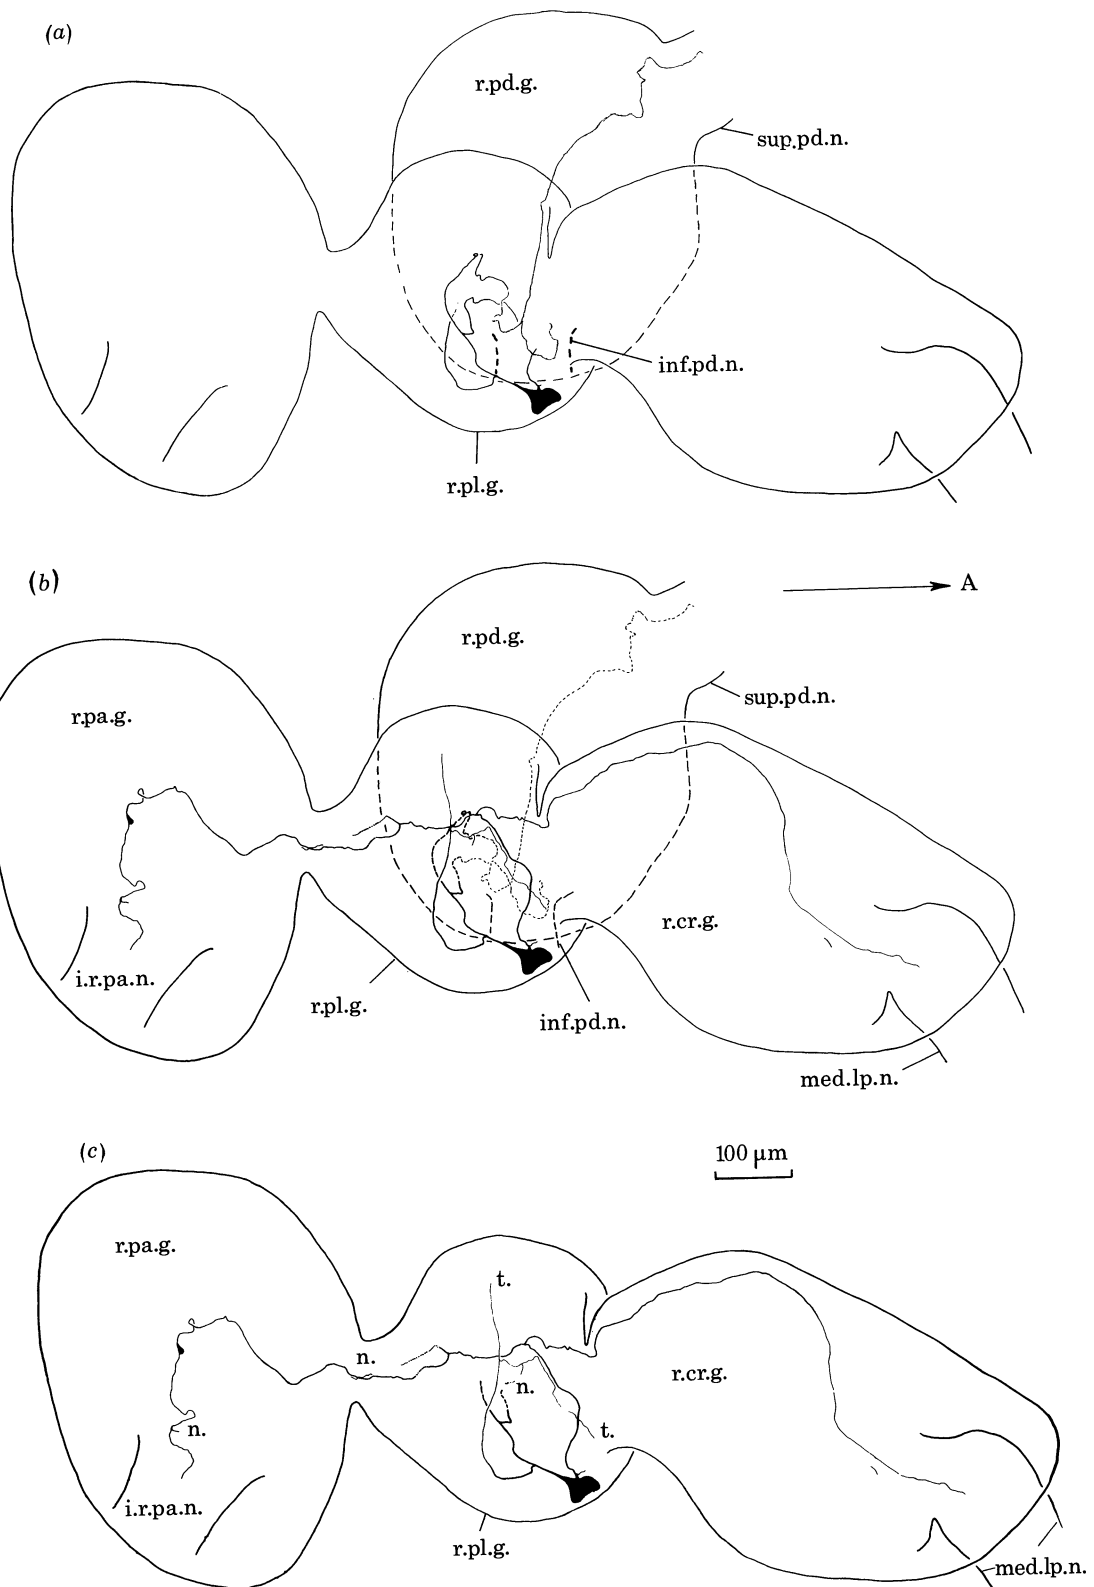 (a)
r.pd.g.
sup.pd.n.
inf.pd.n.
r.pl.g.
(b)
A
r.pd.g.
sup.pd.n.
r.pa.g.
r.cr.g.
i.r.pa.n.
r.pl.g.
inf.pd.n.
med.lp.n.
(c)
100 μm
r.pa.g.
t.
n.
r.cr.g.
n.
n.
t.
i.r.pa.n.
r.pl.g.
med.lp.n.